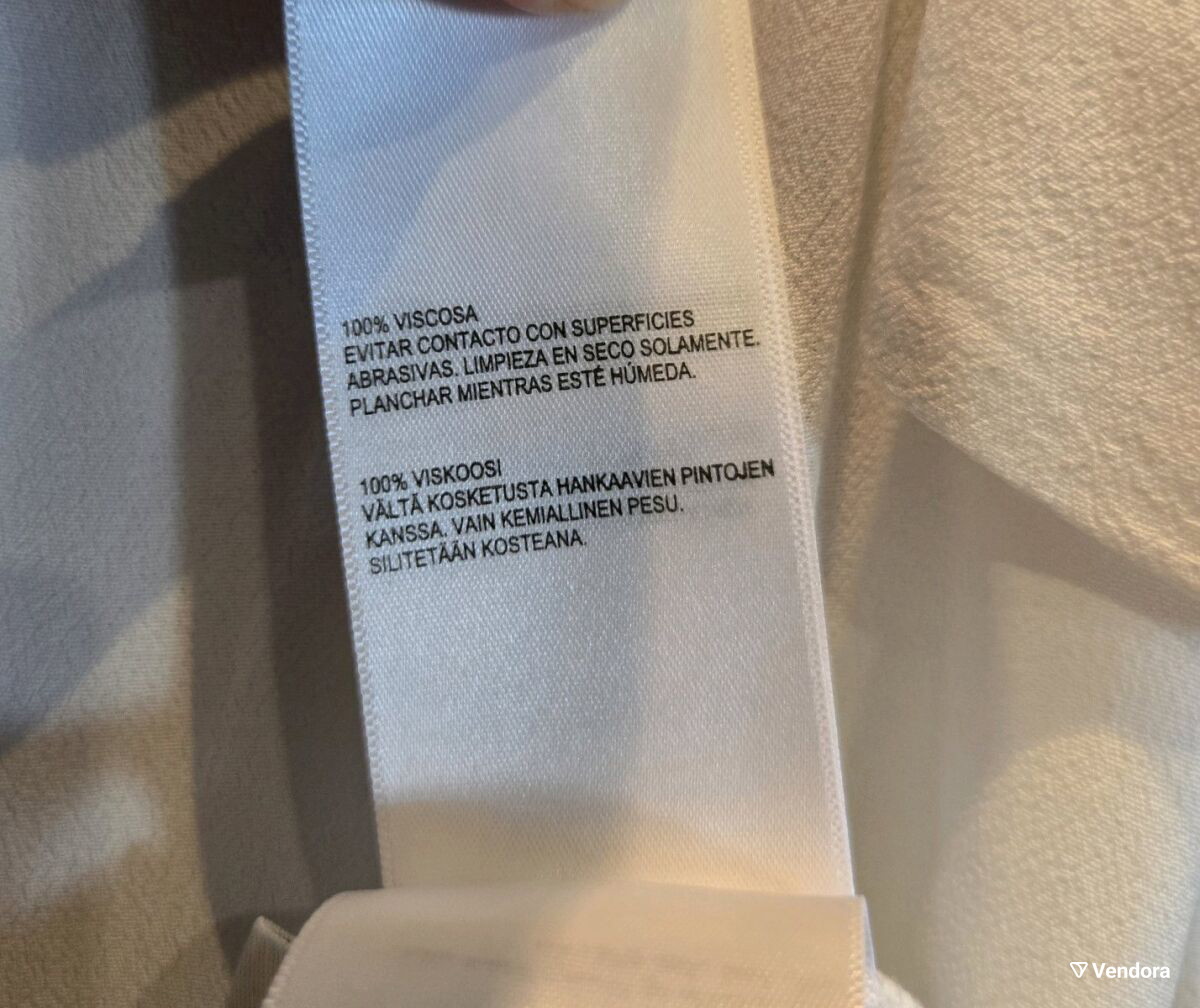 100% VISCOSA
EVITAR CONTACTO CON SUPERFICIES
ABRASIVAS. LIMPIEZA EN SECO SOLAMENTE.
PLANCHAR MIENTRAS ESTÉ HÚMEDA.
100% VISKOOSI
VÄLTÄ KOSKETUSTA HANKAAVIEN PINTOJEN
KANSSA. VAIN KEMIALLINEN PESU.
SILITETÄÄN KOSTEANA.
Vendora